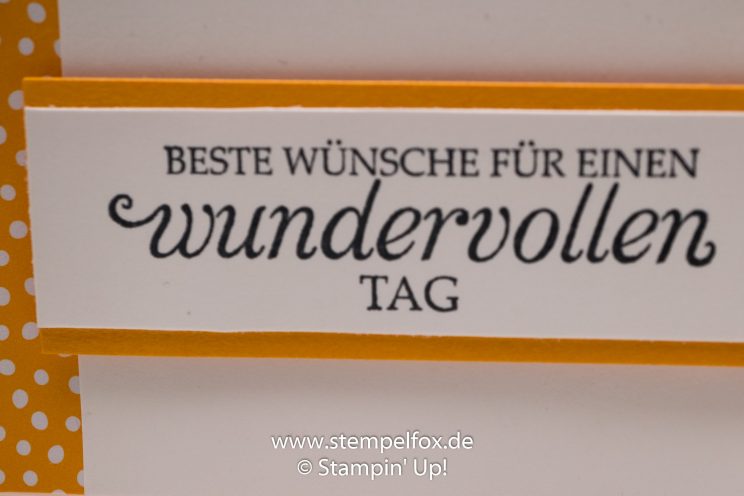 BESTE WÜNSCHE FÜR EINEN
wundervollen
TAG
www.stempelfox.de
© Stampin' Up!